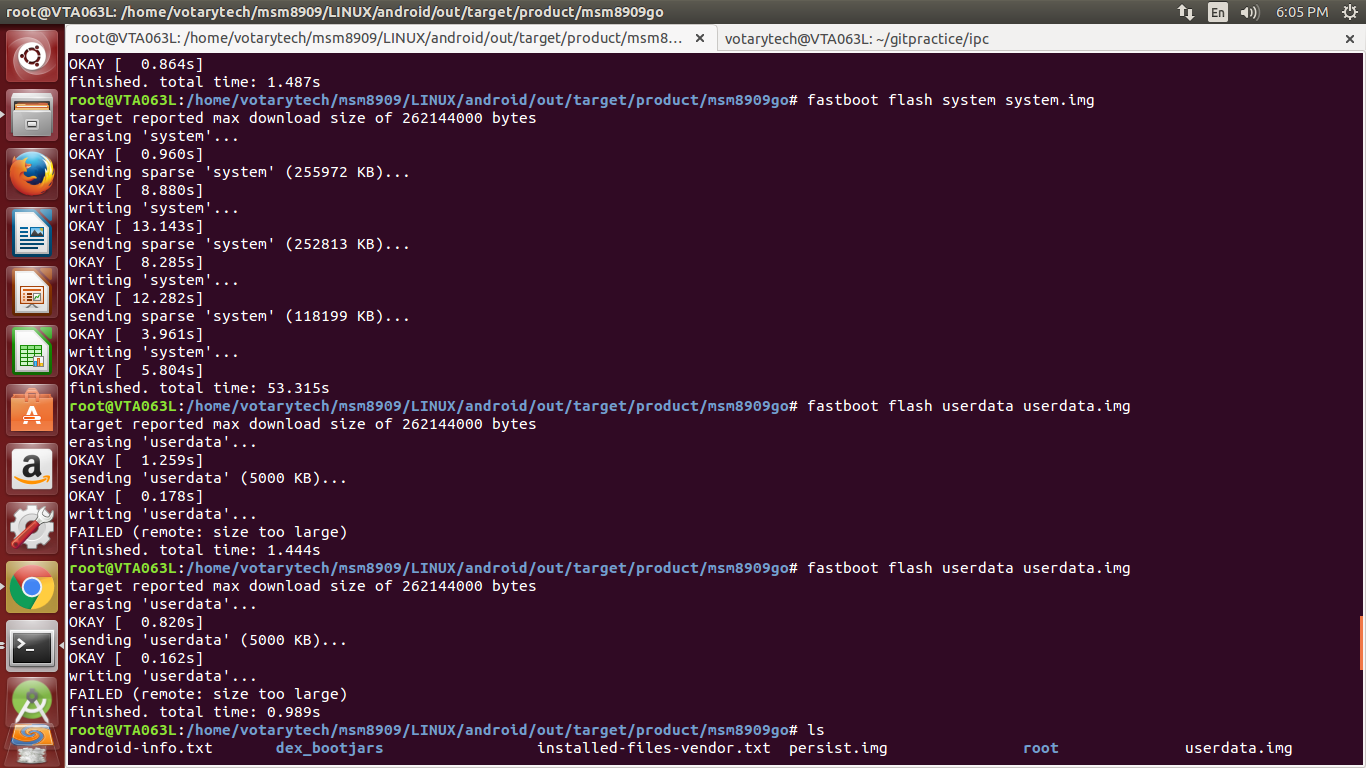 root@VTA063L: /home/votarytech/msm8909/LINUX/android/out/target/product/msm8909go
En
6:05 PM
root@VTA063L: /home/votarytech/msm8909/LINUX/android/out/target/product/msm8...
votarytech@VTA063L: ~/gitpractice/ipc
OKAY [  0.864s]
finished. total time: 1.487s
root@VTA063L:/home/votarytech/msm8909/LINUX/android/out/target/product/msm8909go# fastboot flash system system.img
target reported max download size of 262144000 bytes
erasing 'system'...
OKAY [  0.960s]
sending sparse 'system' (255972 KB)...
OKAY [  8.880s]
writing 'system'...
OKAY [ 13.143s]
sending sparse 'system' (252813 KB)...
OKAY [  8.285s]
writing 'system'...
OKAY [ 12.282s]
sending sparse 'system' (118199 KB)...
OKAY [  3.961s]
writing 'system'...
OKAY [  5.804s]
finished. total time: 53.315s
root@VTA063L:/home/votarytech/msm8909/LINUX/android/out/target/product/msm8909go# fastboot flash userdata userdata.img
target reported max download size of 262144000 bytes
erasing 'userdata'...
OKAY [  1.259s]
sending 'userdata' (5000 KB)...
OKAY [  0.178s]
writing 'userdata'...
FAILED (remote: size too large)
finished. total time: 1.444s
root@VTA063L:/home/votarytech/msm8909/LINUX/android/out/target/product/msm8909go# fastboot flash userdata userdata.img
target reported max download size of 262144000 bytes
erasing 'userdata'...
OKAY [  0.820s]
sending 'userdata' (5000 KB)...
OKAY [  0.162s]
writing 'userdata'...
FAILED (remote: size too large)
finished. total time: 0.989s
root@VTA063L:/home/votarytech/msm8909/LINUX/android/out/target/product/msm8909go# ls
android-info.txt       dex_bootjars                 installed-files-vendor.txt  persist.img               root              userdata.img